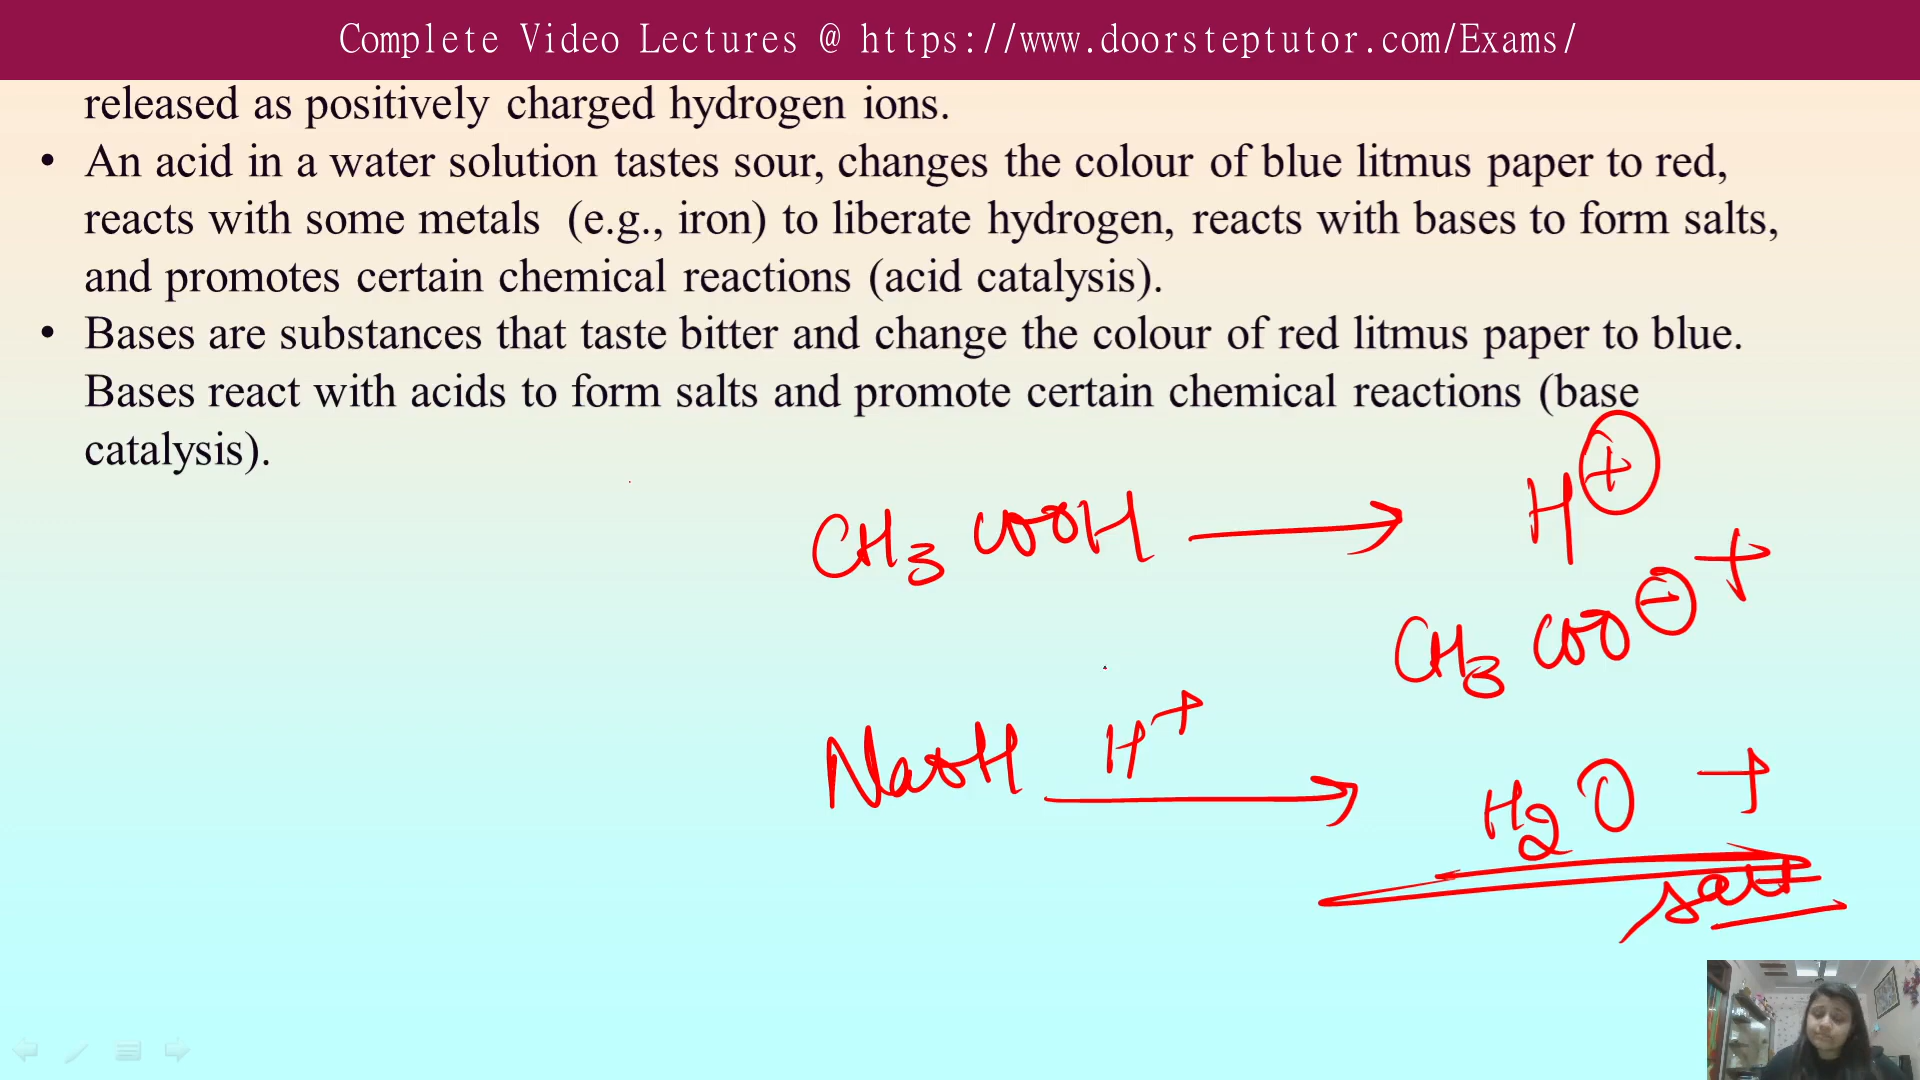 Complete Video Lectures @ https://www.doorsteptutor.com/Exams/
released as positively charged hydrogen ions.
• An acid in a water solution tastes sour, changes the colour of blue litmus paper to red,
reacts with some metals (e.g., iron) to liberate hydrogen, reacts with bases to form salts,
and promotes certain chemical reactions (acid catalysis).
• Bases are substances that taste bitter and change the colour of red litmus paper to blue.
Bases react with acids to form salts and promote certain chemical reactions (base
catalysis).
CH3 COOH → H+ +
CH3 COO-
NaOH H+ → H2O +
salt